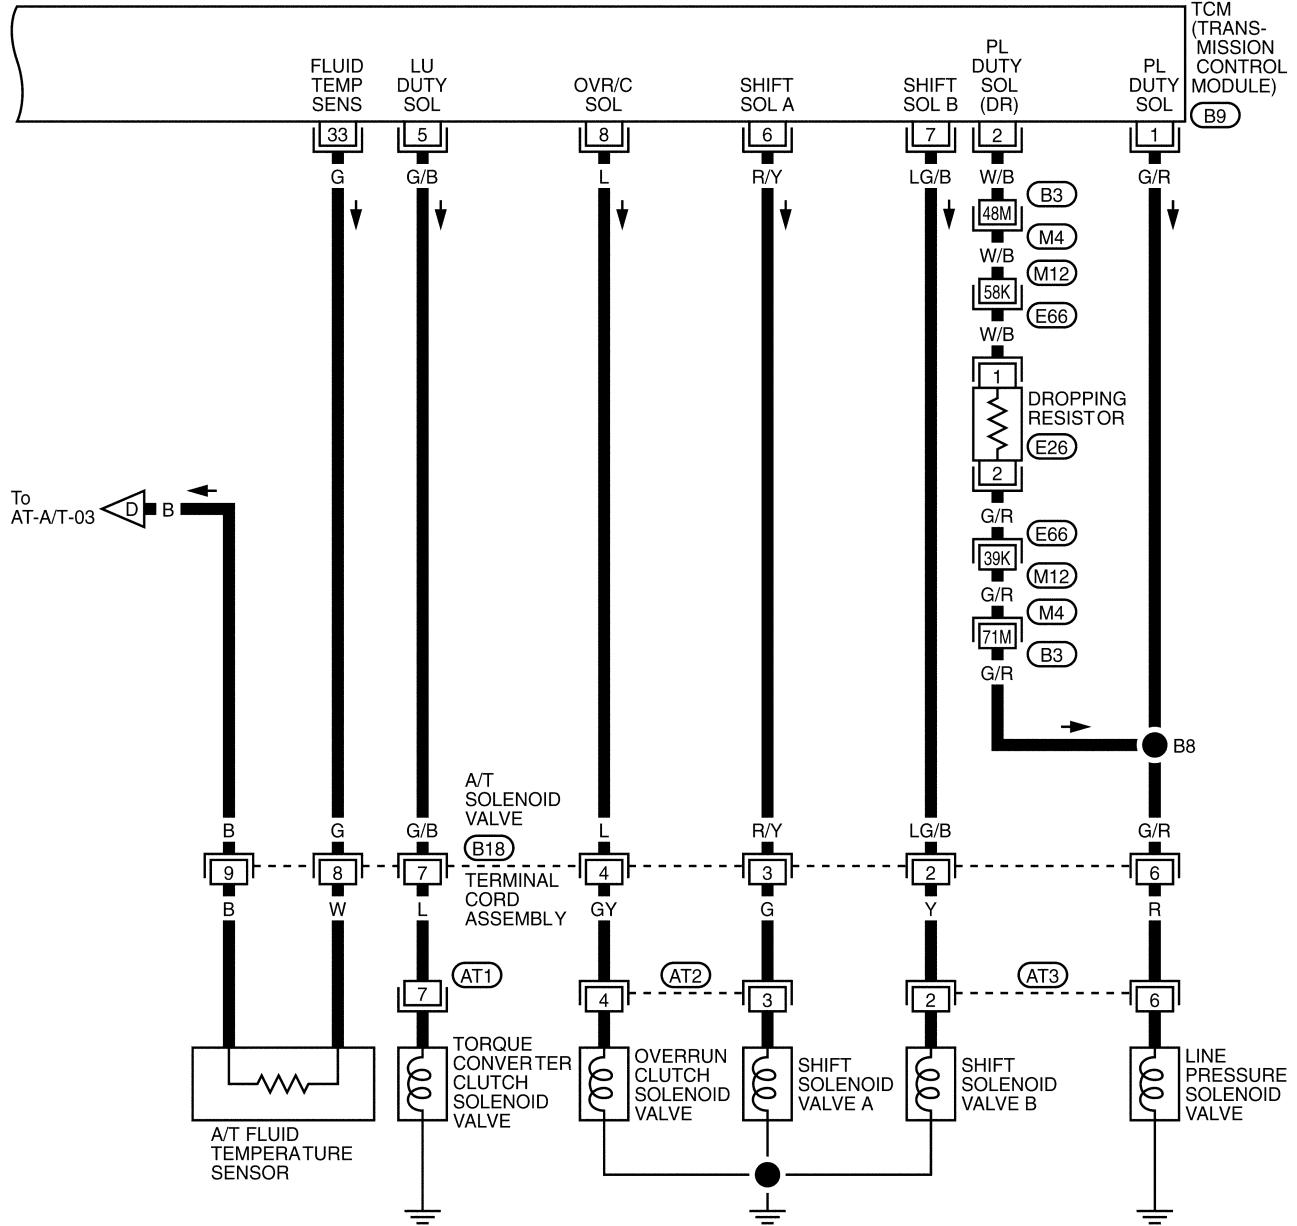 TCM
(TRANS-
MISSION
CONTROL
MODULE)
B9
FLUID
TEMP
SENS
LU
DUTY
SOL
OVR/C
SOL
SHIFT
SOL A
SHIFT
SOL B
PL
DUTY
SOL
(DR)
PL
DUTY
SOL
33 5 8 6 7 2 1
G G/B L R/Y LG/B W/B G/R
B3
48M
M4
W/B
M12
58K
E66
W/B
1
DROPPING
RESISTOR
E26
2
G/R
E66
39K
M12
G/R
M4
71M
B3
G/R
To
AT-A/T-03
D B
B8
A/T
SOLENOID
VALVE
B18
TERMINAL
CORD
ASSEMBLY
B G G/B L R/Y LG/B G/R
9 8 7 4 3 2 6
B W L GY G Y R
AT1 AT2 AT3
7 4 3 2 6
A/T FLUID
TEMPERATURE
SENSOR
TORQUE
CONVERTER
CLUTCH
SOLENOID
VALVE
OVERRUN
CLUTCH
SOLENOID
VALVE
SHIFT
SOLENOID
VALVE A
SHIFT
SOLENOID
VALVE B
LINE
PRESSURE
SOLENOID
VALVE